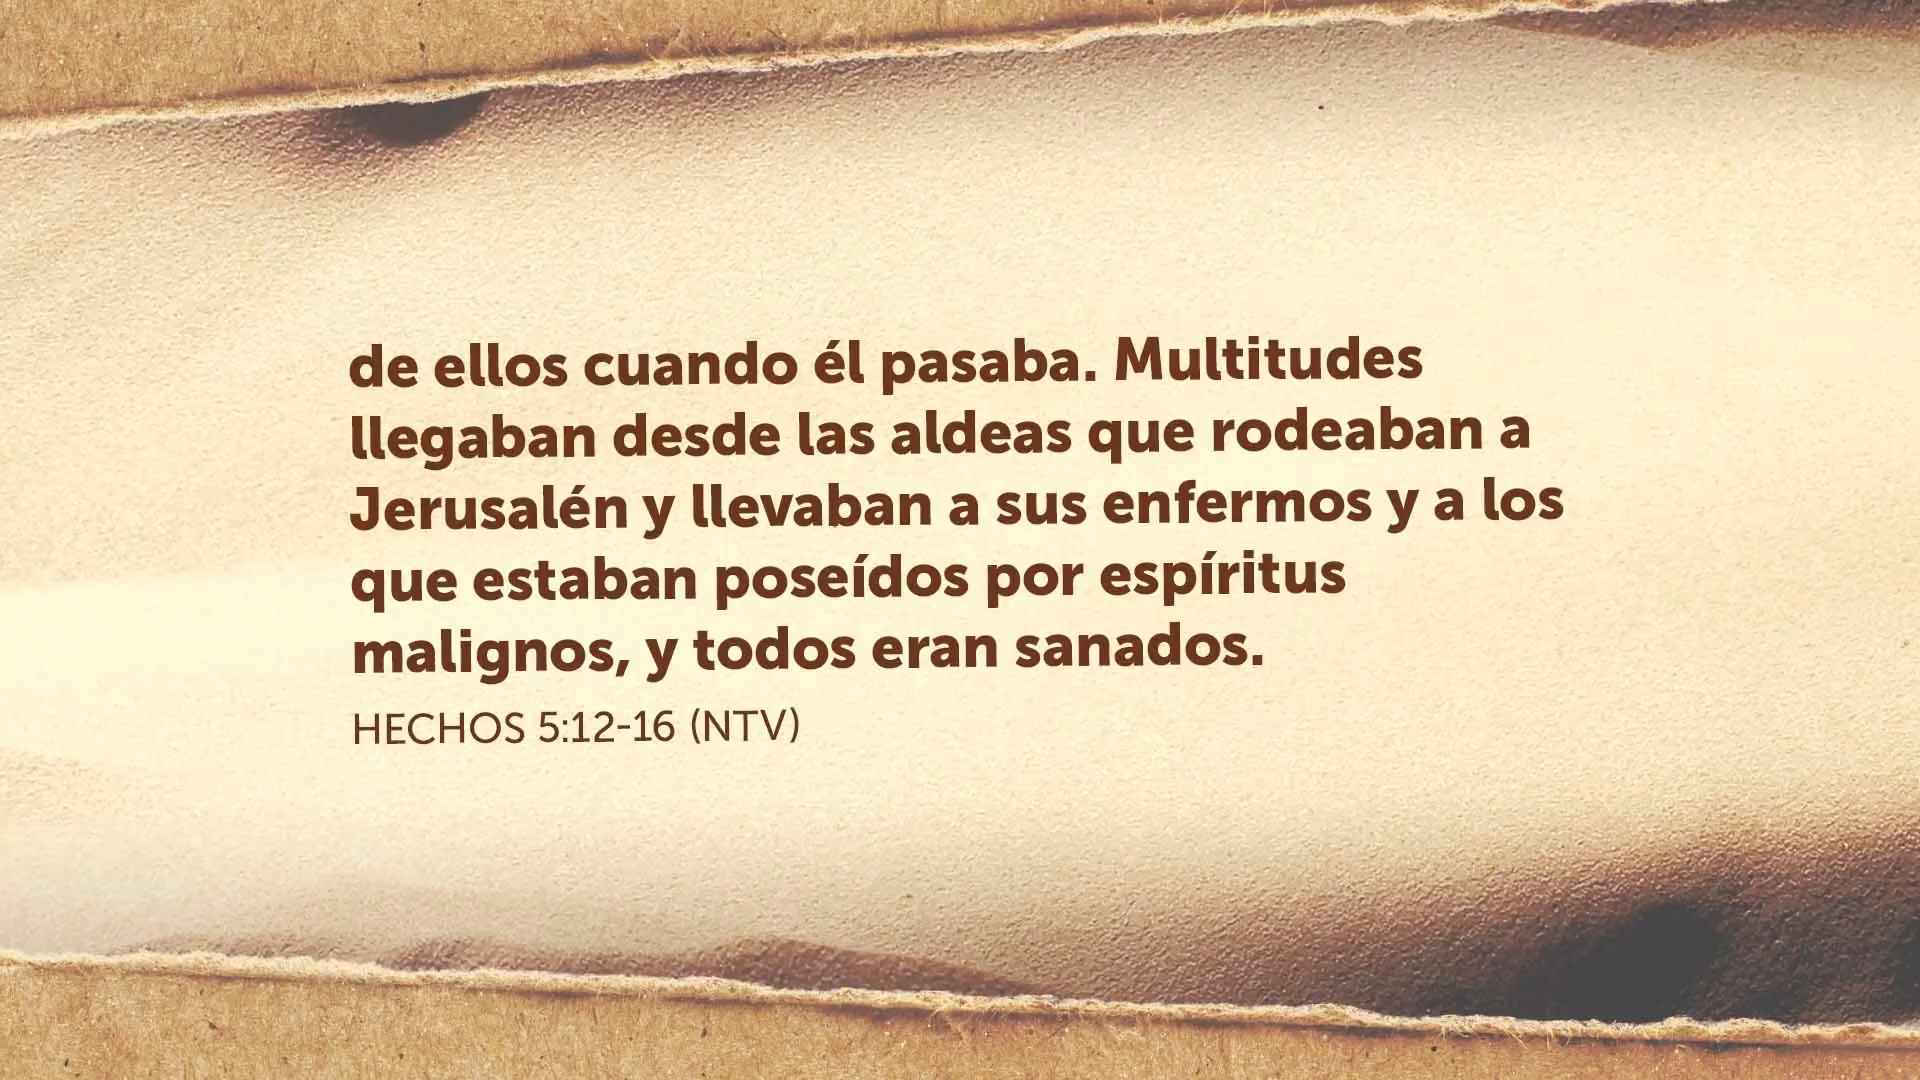 de ellos cuando él pasaba. Multitudes
llegaban desde las aldeas que rodeaban a
Jerusalén y llevaban a sus enfermos y a los
que estaban poseídos por espíritus
malignos, y todos eran sanados.
HECHOS 5:12-16 (NTV)